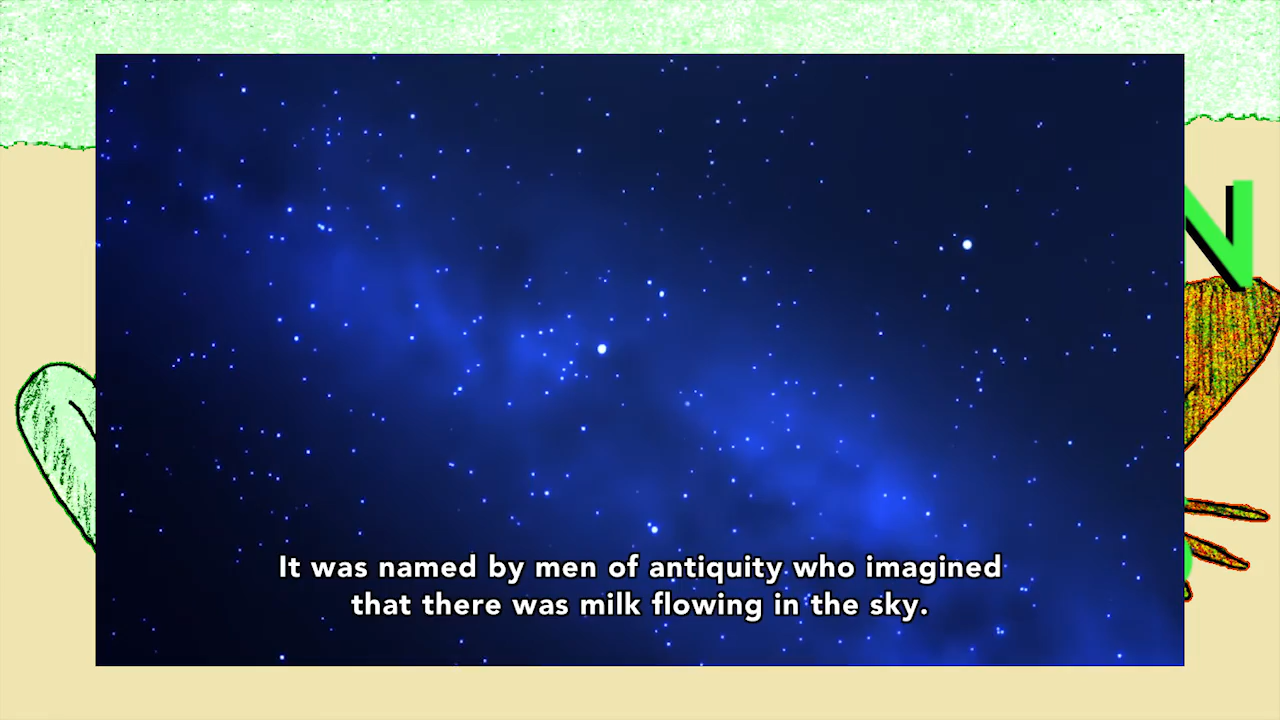 N
It was named by men of antiquity who imagined
that there was milk flowing in the sky.